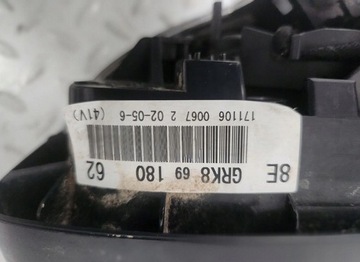 8E GRK8 69 180 62
171106 0067 2 02-05-6 (41V)